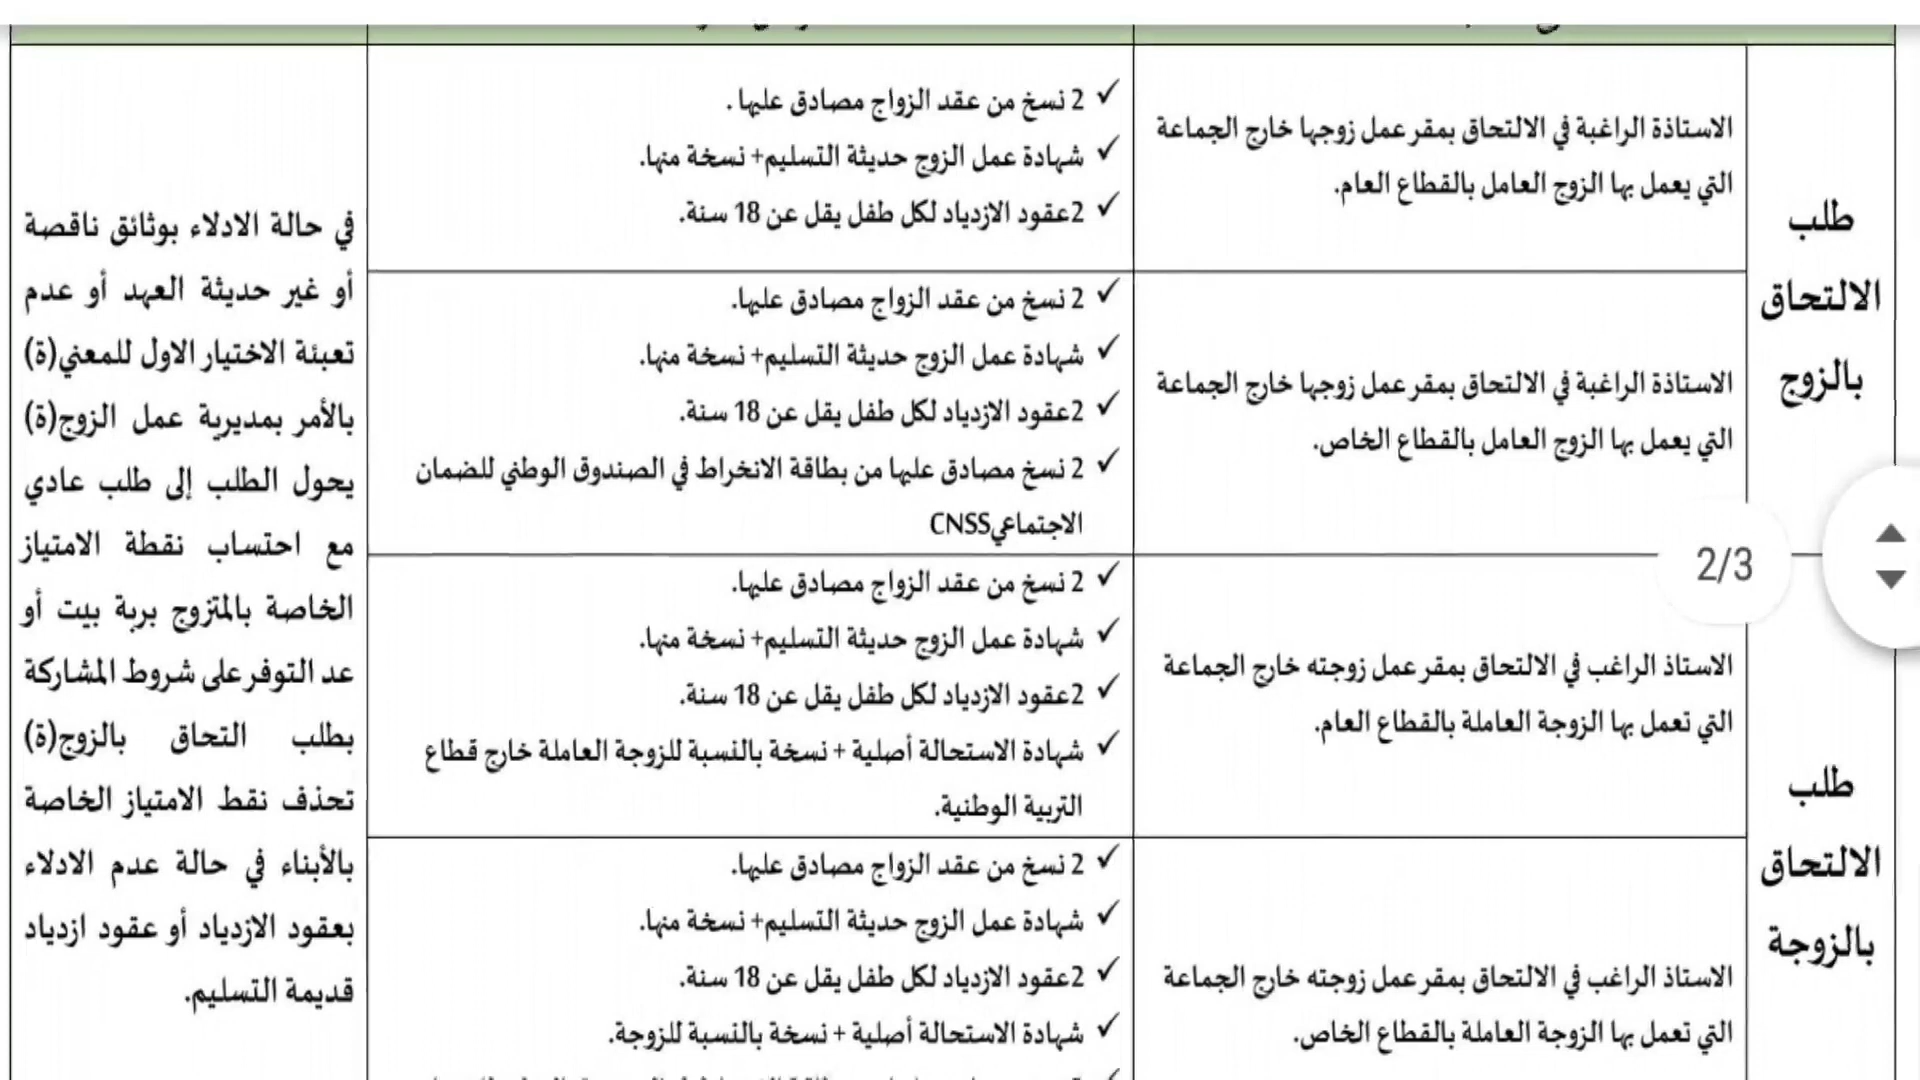 طلب
الالتحاق
بالزوج
الاستاذة الراغبة في الالتحاق بمقر عمل زوجها خارج الجماعة
التي يعمل بها الزوج العامل بالقطاع العام.
✓ 2 نسخ من عقد الزواج مصادق عليها .
✓ شهادة عمل الزوج حديثة التسليم+ نسخة منها.
✓ 2عقود الازدياد لكل طفل يقل عن 18 سنة.
الاستاذة الراغبة في الالتحاق بمقر عمل زوجها خارج الجماعة
التي يعمل بها الزوج العامل بالقطاع الخاص.
✓ 2 نسخ من عقد الزواج مصادق عليها.
✓ شهادة عمل الزوج حديثة التسليم+ نسخة منها.
✓ 2عقود الازدياد لكل طفل يقل عن 18 سنة.
✓ 2 نسخ مصادق عليها من بطاقة الانخراط في الصندوق الوطني للضمان
الاجتماعيCNSS
طلب
الالتحاق
بالزوجة
الاستاذ الراغب في الالتحاق بمقر عمل زوجته خارج الجماعة
التي تعمل بها الزوجة العاملة بالقطاع العام.
✓ 2 نسخ من عقد الزواج مصادق عليها.
✓ شهادة عمل الزوج حديثة التسليم+ نسخة منها.
✓ 2عقود الازدياد لكل طفل يقل عن 18 سنة.
✓ شهادة الاستحالة أصلية + نسخة بالنسبة للزوجة العاملة خارج قطاع
التربية الوطنية.
الاستاذ الراغب في الالتحاق بمقر عمل زوجته خارج الجماعة
التي تعمل بها الزوجة العاملة بالقطاع الخاص.
✓ 2 نسخ من عقد الزواج مصادق عليها.
✓ شهادة عمل الزوج حديثة التسليم+ نسخة منها.
✓ 2عقود الازدياد لكل طفل يقل عن 18 سنة.
✓ شهادة الاستحالة أصلية + نسخة بالنسبة للزوجة.
في حالة الادلاء بوثائق ناقصة
أو غير حديثة العهد أو عدم
تعبئة الاختيار الاول للمعني(ة)
بالأمر بمديرية عمل الزوج(ة)
يحول الطلب إلى طلب عادي
مع احتساب نقطة الامتياز
الخاصة بالمتزوج بربة بيت أو
عد التوفر على شروط المشاركة
بطلب التحاق بالزوج(ة)
تحذف نقط الامتياز الخاصة
بالأبناء في حالة عدم الادلاء
بعقود الازدياد أو عقود ازدياد
قديمة التسليم.
2/3